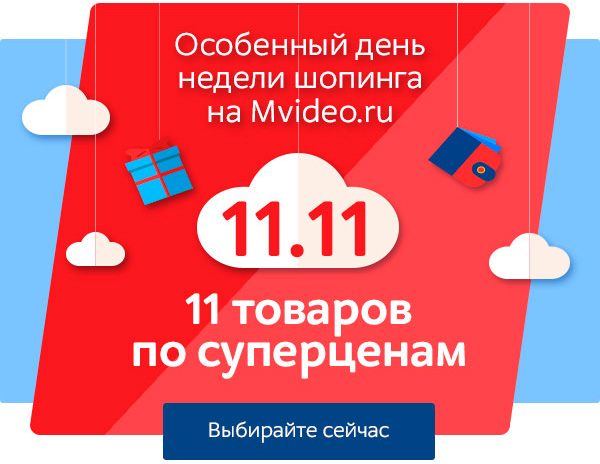 Особенный день
недели шопинга
на Mvideo.ru
11.11
11 товаров
по суперценам
Выбирайте сейчас